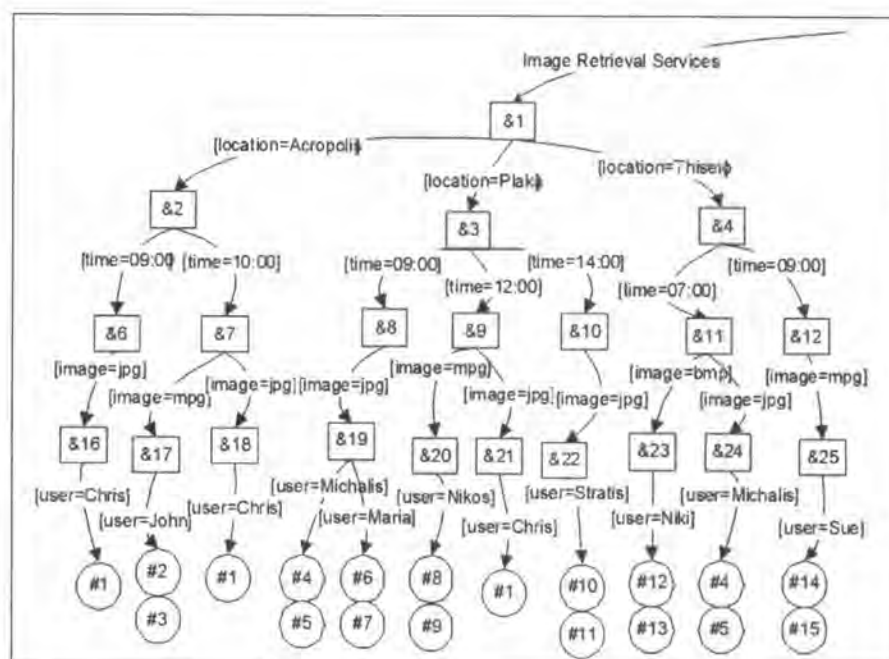 Image Retrieval Services
&1
[location=Acropolis
[location=Plaka
[location=Thiseio
&2
&3
&4
[time=09:00]
[time=10:00]
[time=09:00]
[time=12:00]
[time=14:00]
[time=07:00]
[time=09:00]
&6
&7
&8
&9
&10
&11
&12
[image=jpg]
[image=mpg]
[image=jpg]
[image=jpg]
[image=mpg]
[image=jpg]
[image=jpg]
[image=bmp]
[image=jpg]
[image=mpg]
&16
&17
&18
&19
&20
&21
&22
&23
&24
&25
[user=Chris]
[user=John]
[user=Chris]
[user=Michalis]
[user=Maria]
[user=Nikos]
[user=Chris]
[user=Stratis]
[user=Niki]
[user=Michalis]
[user=Sue]
#1
#2
#1
#4
#6
#8
#1
#10
#12
#4
#14
#3
#5
#7
#9
#11
#13
#5
#15